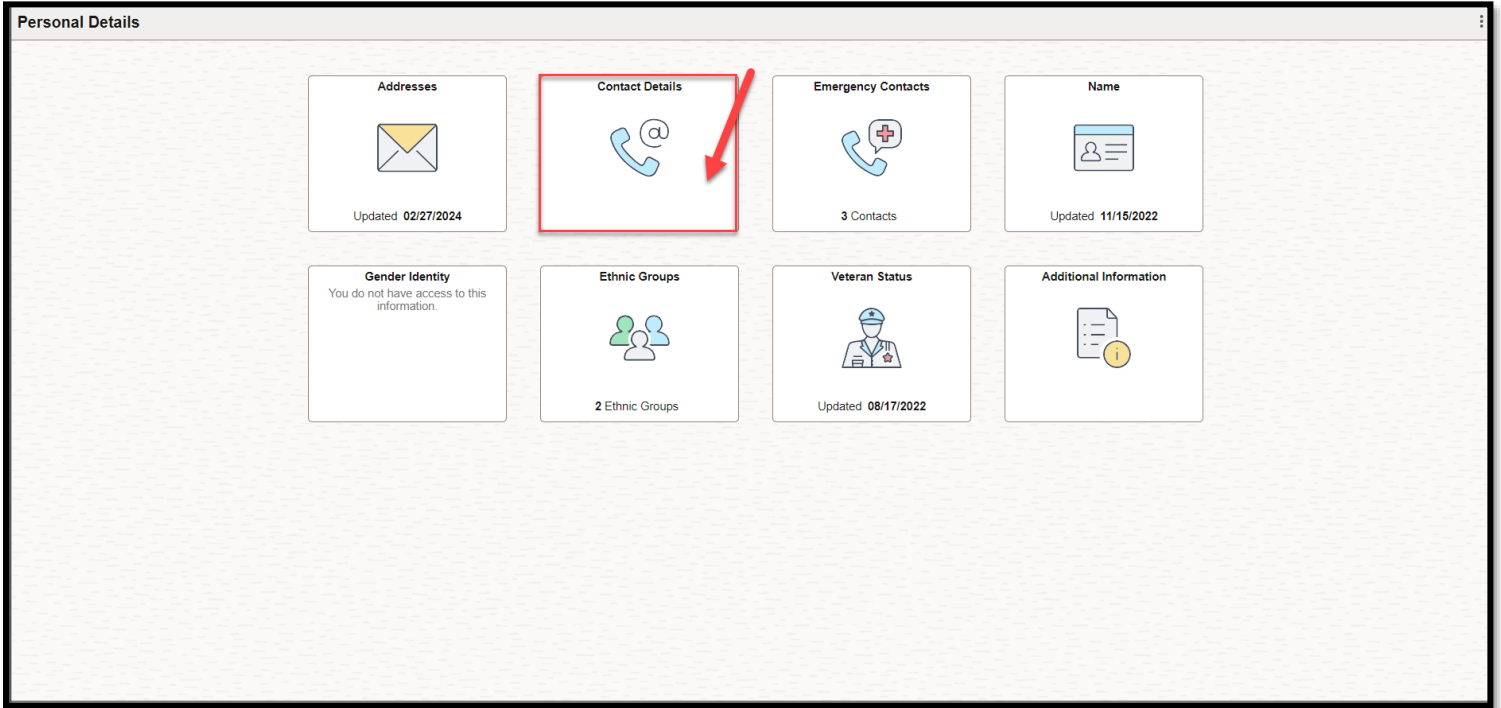 Personal Details
Addresses
Updated 02/27/2024
Contact Details
Emergency Contacts
3 Contacts
Name
Updated 11/15/2022
Gender Identity
You do not have access to this
information.
Ethnic Groups
2 Ethnic Groups
Veteran Status
Updated 08/17/2022
Additional Information